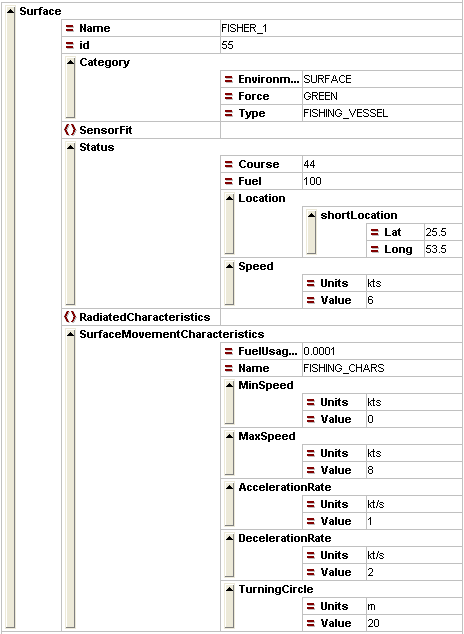 Surface
= Name FISHER_1
= id 55
Category
= Environm... SURFACE
= Force GREEN
= Type FISHING_VESSEL
() SensorFit
Status
= Course 44
= Fuel 100
Location
shortLocation
= Lat 25.5
= Long 53.5
Speed
= Units kts
= Value 6
() RadiatedCharacteristics
SurfaceMovementCharacteristics
= FuelUsag... 0.0001
= Name FISHING_CHARS
MinSpeed
= Units kts
= Value 0
MaxSpeed
= Units kts
= Value 8
AccelerationRate
= Units kt/s
= Value 1
DecelerationRate
= Units kt/s
= Value 2
TurningCircle
= Units m
= Value 20